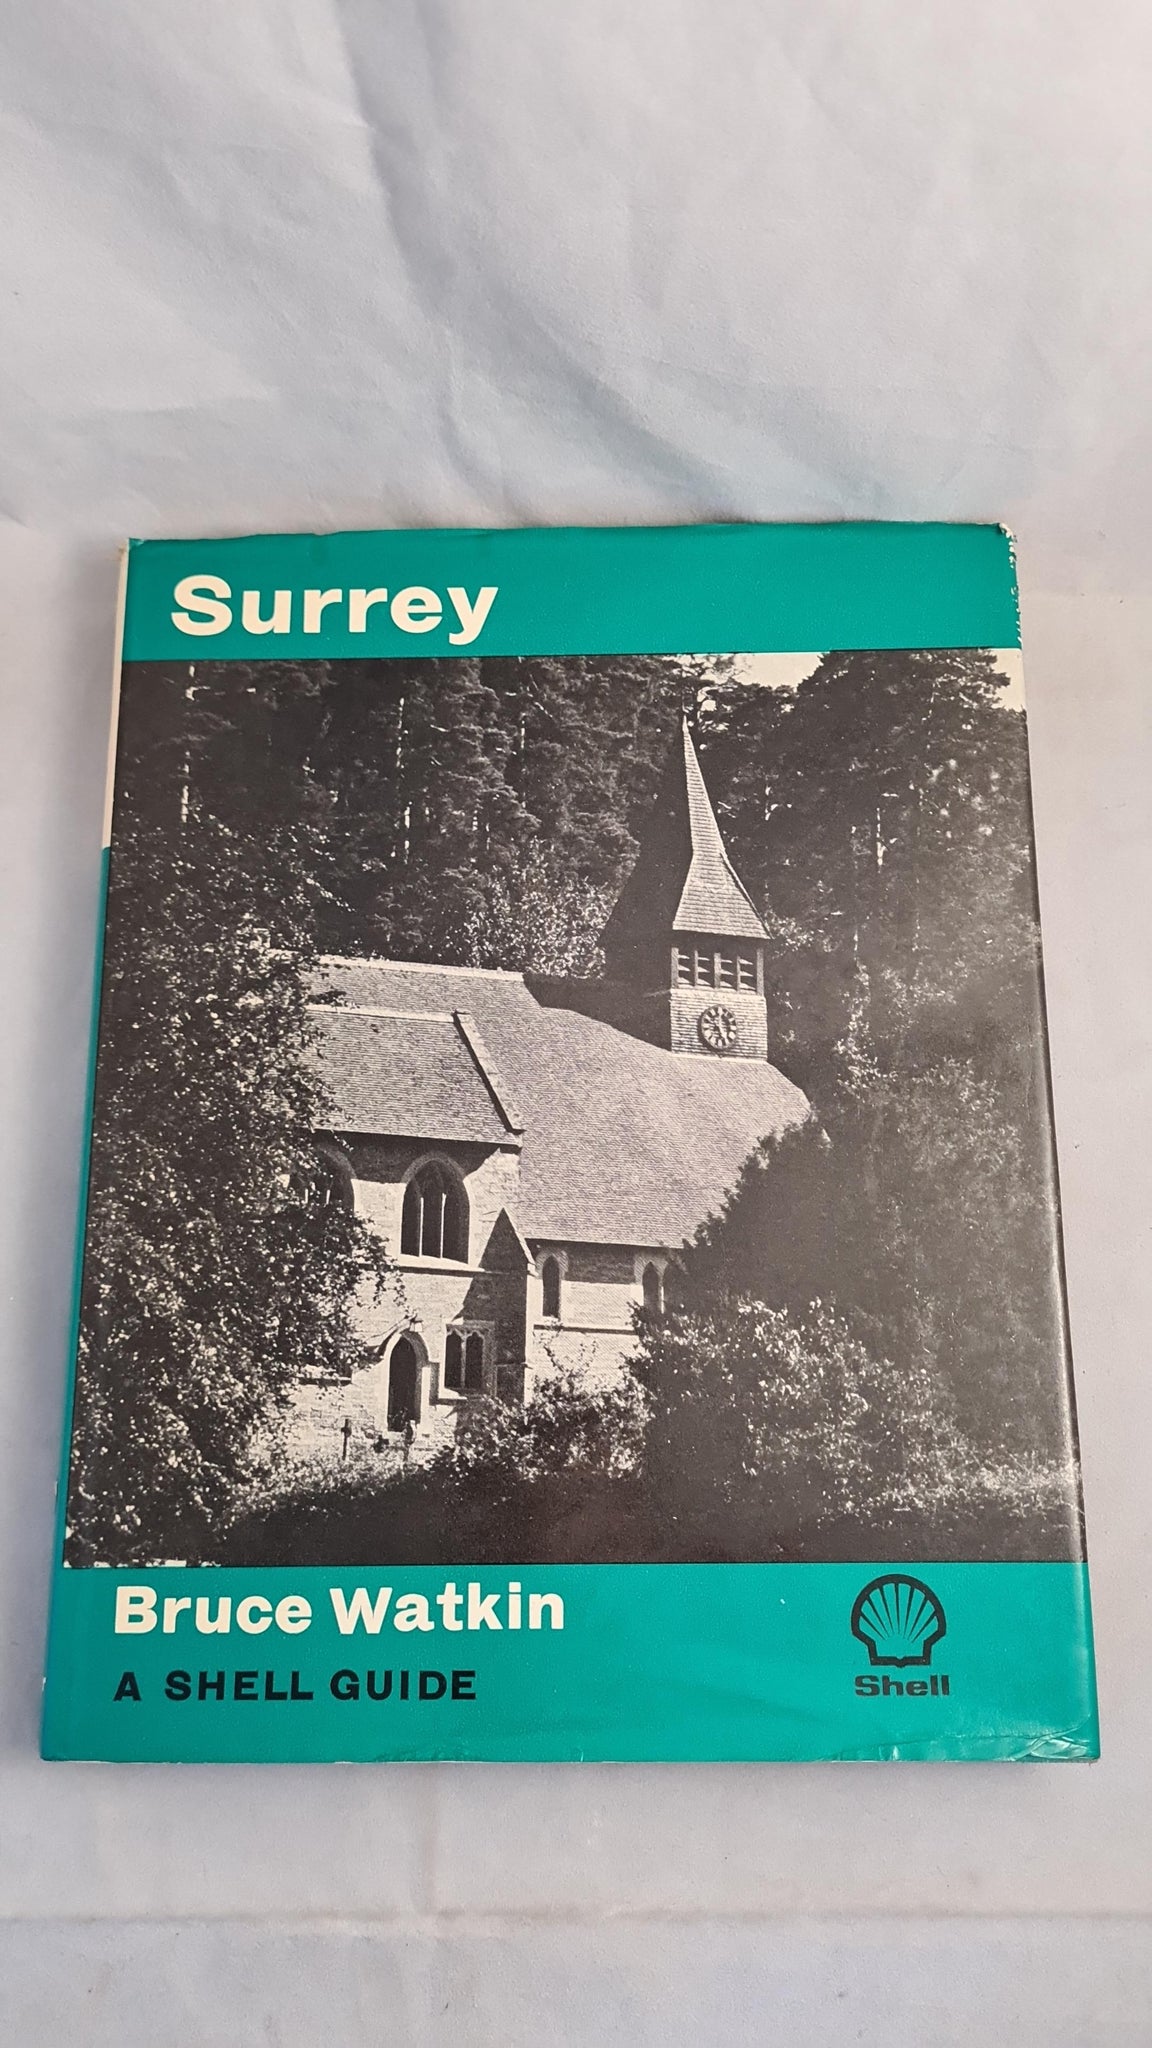 Surrey
Bruce Watkin
A SHELL GUIDE
Shell